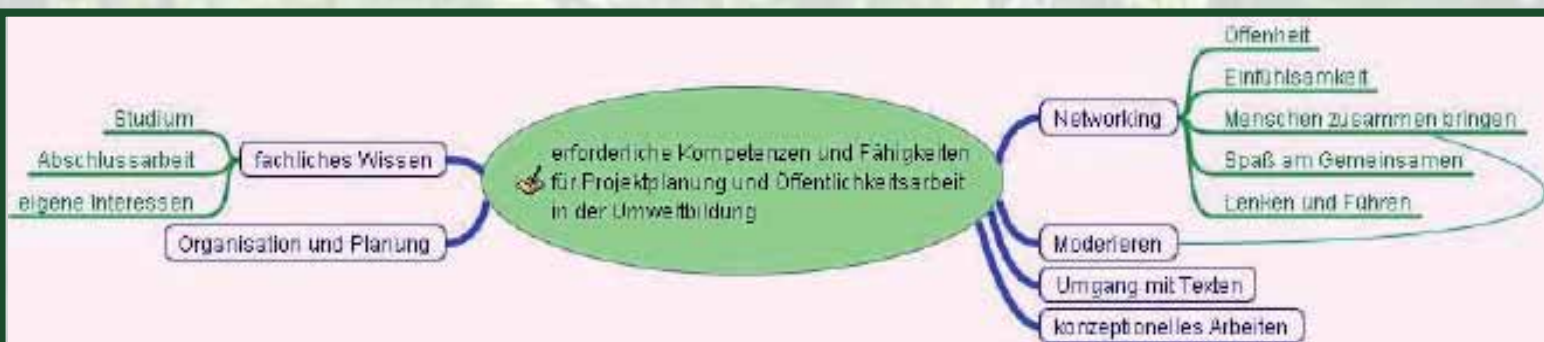 Studium
Abschlussarbeit
eigene Interessen
fachliches Wissen
Organisation und Planung
erforderliche Kompetenzen und Fähigkeiten
für Projektplanung und Öffentlichkeitsarbeit
in der Umweltbildung
Networking
Offenheit
Einfühlsamkeit
Menschen zusammen bringen
Spaß am Gemeinsamen
Lenken und Führen
Moderieren
Umgang mit Texten
konzeptionelles Arbeiten